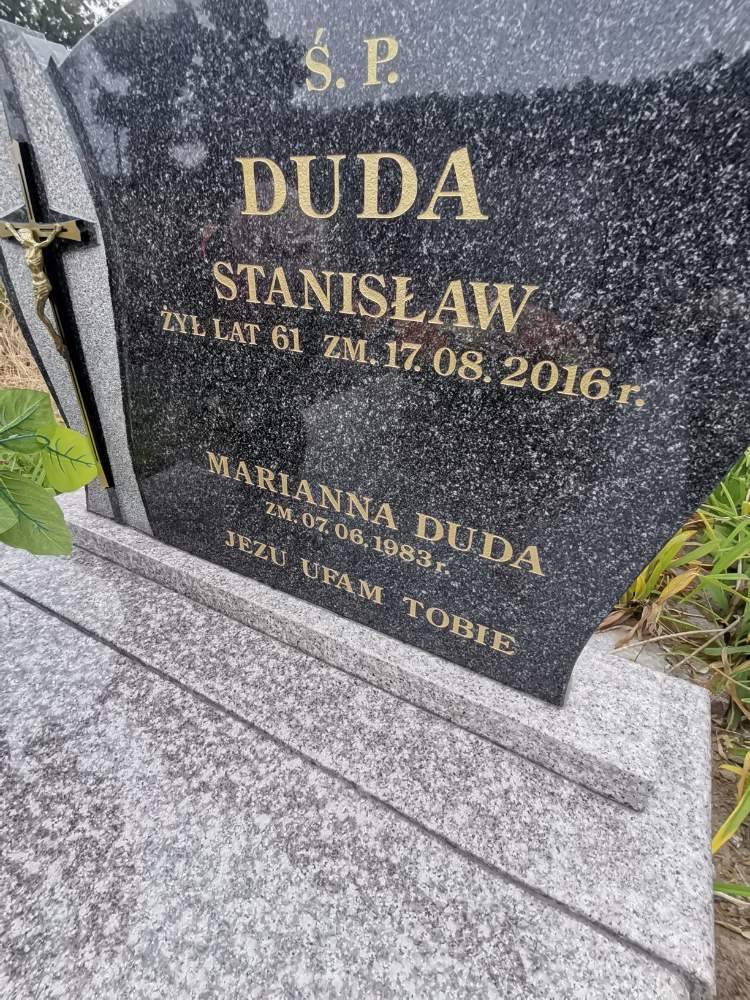 Ś. P.
DUDA
STANISŁAW
ŻYŁ LAT 61 ZM. 17. 08. 2016 r.
MARIANNA DUDA
ZM. 07. 06. 1983 r.
JEZU UFAM TOBIE